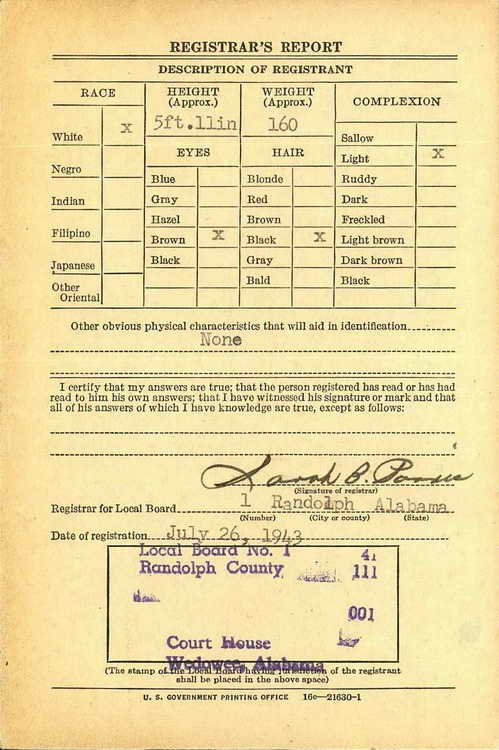 REGISTRAR'S REPORT
DESCRIPTION OF REGISTRANT
RACE
HEIGHT (Approx.)
WEIGHT (Approx.)
COMPLEXION
5ft.11in
160
White X
Negro
Indian
Filipino
Japanese
Other Oriental
EYES
Blue
Gray
Hazel
Brown X
Black
HAIR
Blonde
Red
Brown
Black X
Gray
Bald
Sallow
Light X
Ruddy
Dark
Freckled
Light brown
Dark brown
Black
Other obvious physical characteristics that will aid in identification
None
I certify that my answers are true; that the person registered has read or has had
read to him his own answers; that I have witnessed his signature or mark and that
all of his answers of which I have knowledge are true, except as follows:
Sarah B.
(Signature of registrar)
Registrar for Local Board 1 Randolph Alabama
(Number) (City or county) (State)
Date of registration July 26, 1943
Local Board No. 1 41
Randolph County 111
001
Court House
Wedowee, Alabama
(The stamp of the Local Board having jurisdiction of the registrant
shall be placed in the above space)
U. S. GOVERNMENT PRINTING OFFICE 16c—21630-1